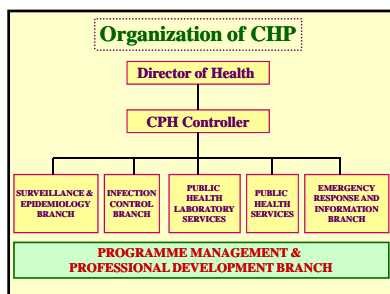 Organization of CHP
Director of Health
CPH Controller
SURVEILLANCE &
EPIDEMIOLOGY
BRANCH
INFECTION
CONTROL
BRANCH
PUBLIC
HEALTH
LABORATORY
SERVICES
PUBLIC
HEALTH
SERVICES
EMERGENCY
RESPONSE AND
INFORMATION
BRANCH
PROGRAMME MANAGEMENT &
PROFESSIONAL DEVELOPMENT BRANCH